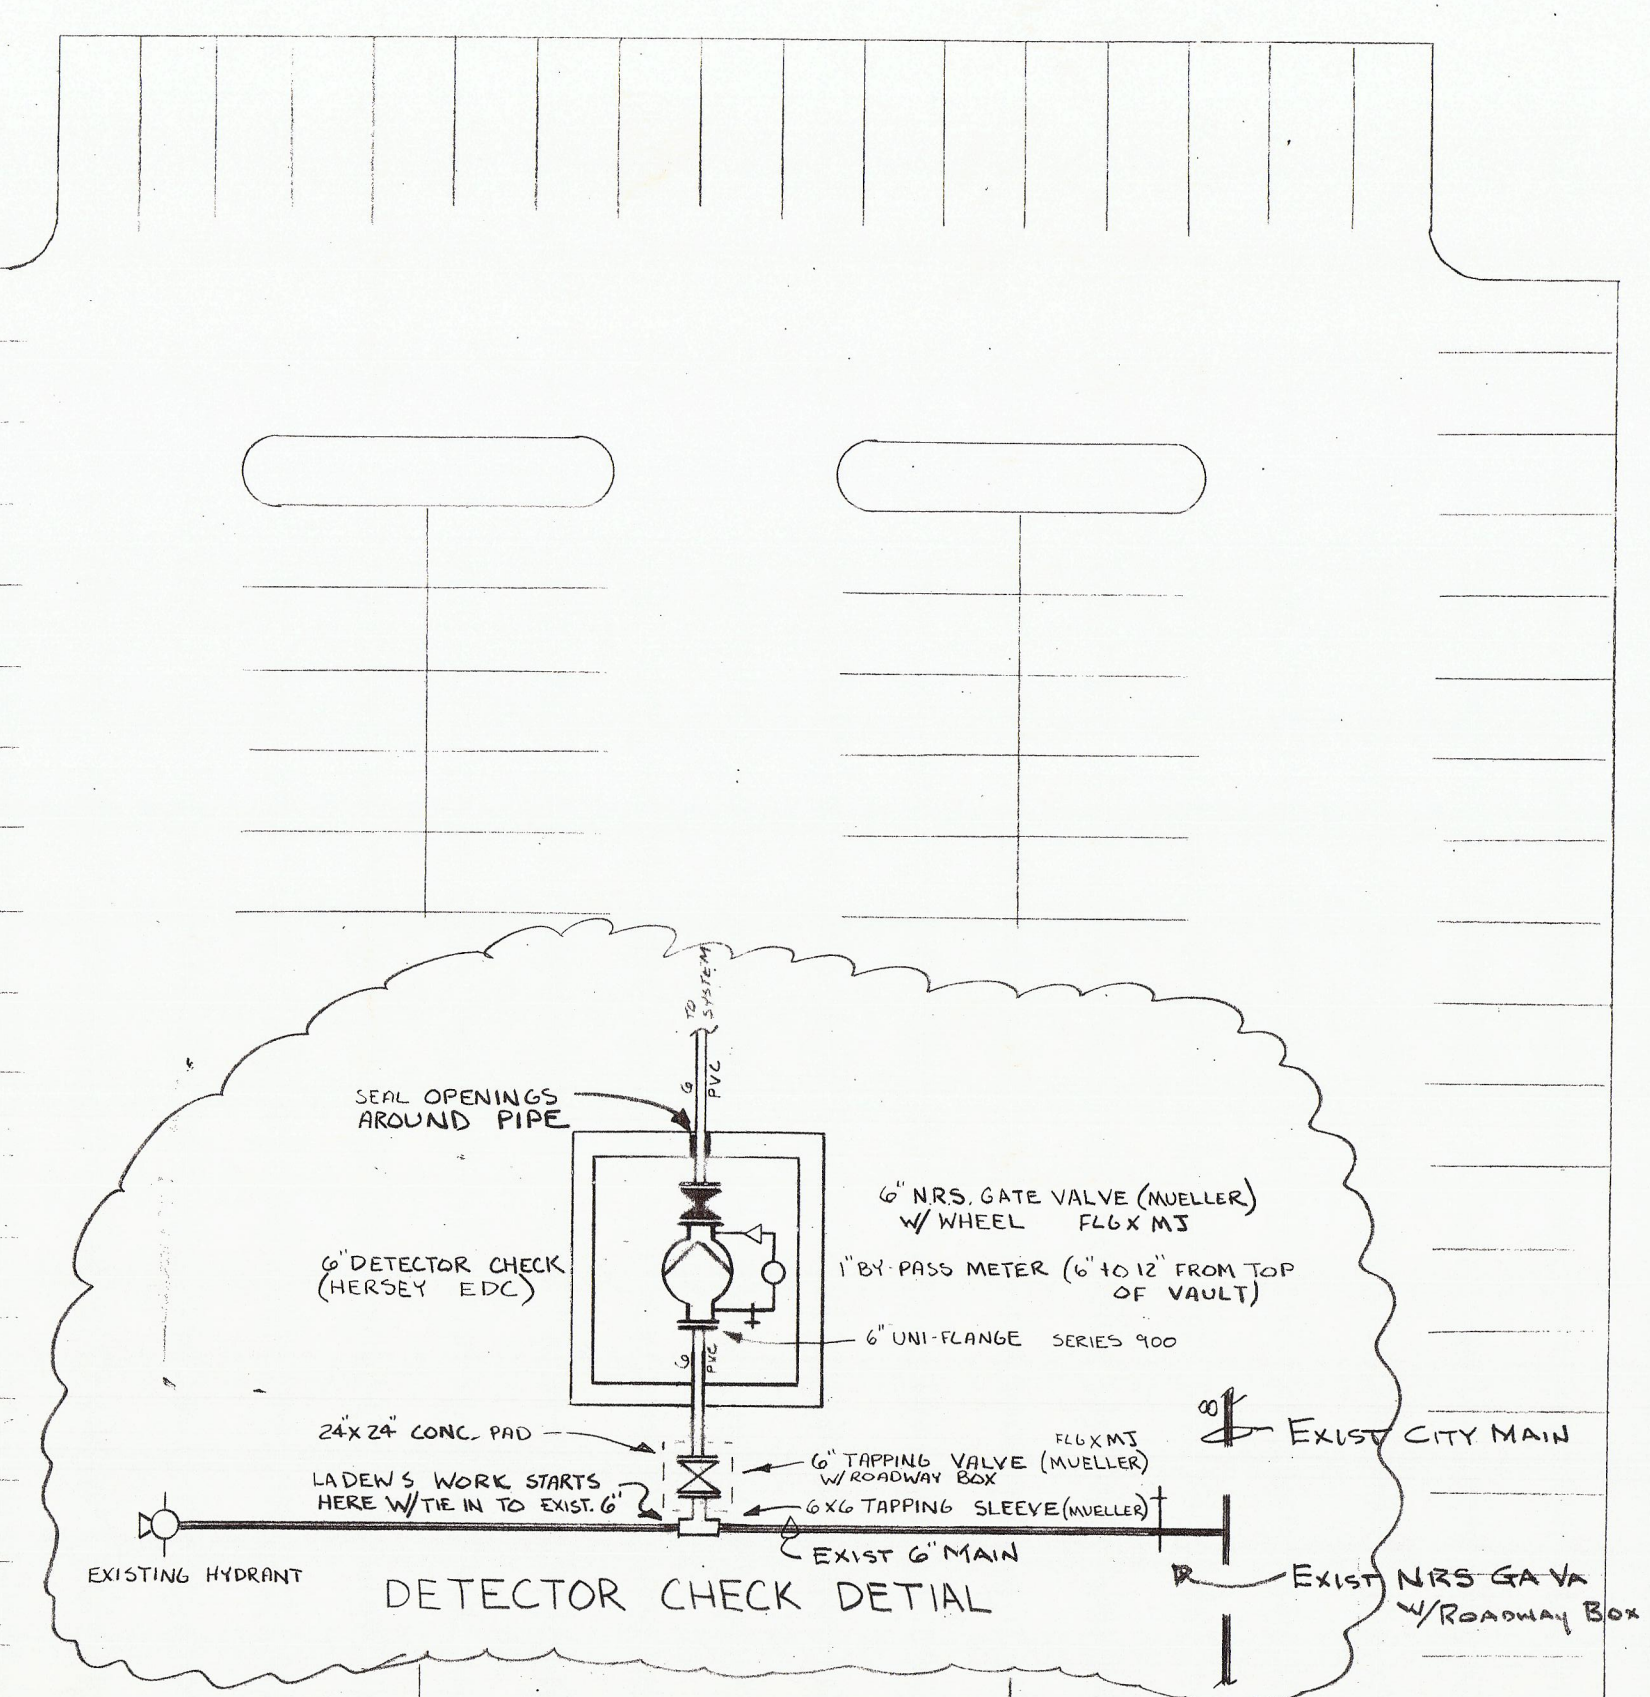 TO
SYSTEM
6
PVC
SEAL OPENINGS
AROUND PIPE
6" N.R.S. GATE VALVE (MUELLER)
W/ WHEEL FLG X MJ
6" DETECTOR CHECK
(HERSEY EDC)
1" BY-PASS METER (6" to 12" FROM TOP
OF VAULT)
6" UNI-FLANGE SERIES 900
6
PVC
24" X 24" CONC. PAD
FLG X MJ
6" TAPPING VALVE (MUELLER)
W/ROADWAY BOX
LADEW'S WORK STARTS
HERE W/TIE IN TO EXIST. 6"
6X6 TAPPING SLEEVE (MUELLER)
8
EXIST CITY MAIN
EXIST 6" MAIN
EXISTING HYDRANT
EXIST NRS GA VA
W/ROADWAY BOX
DETECTOR CHECK DETIAL